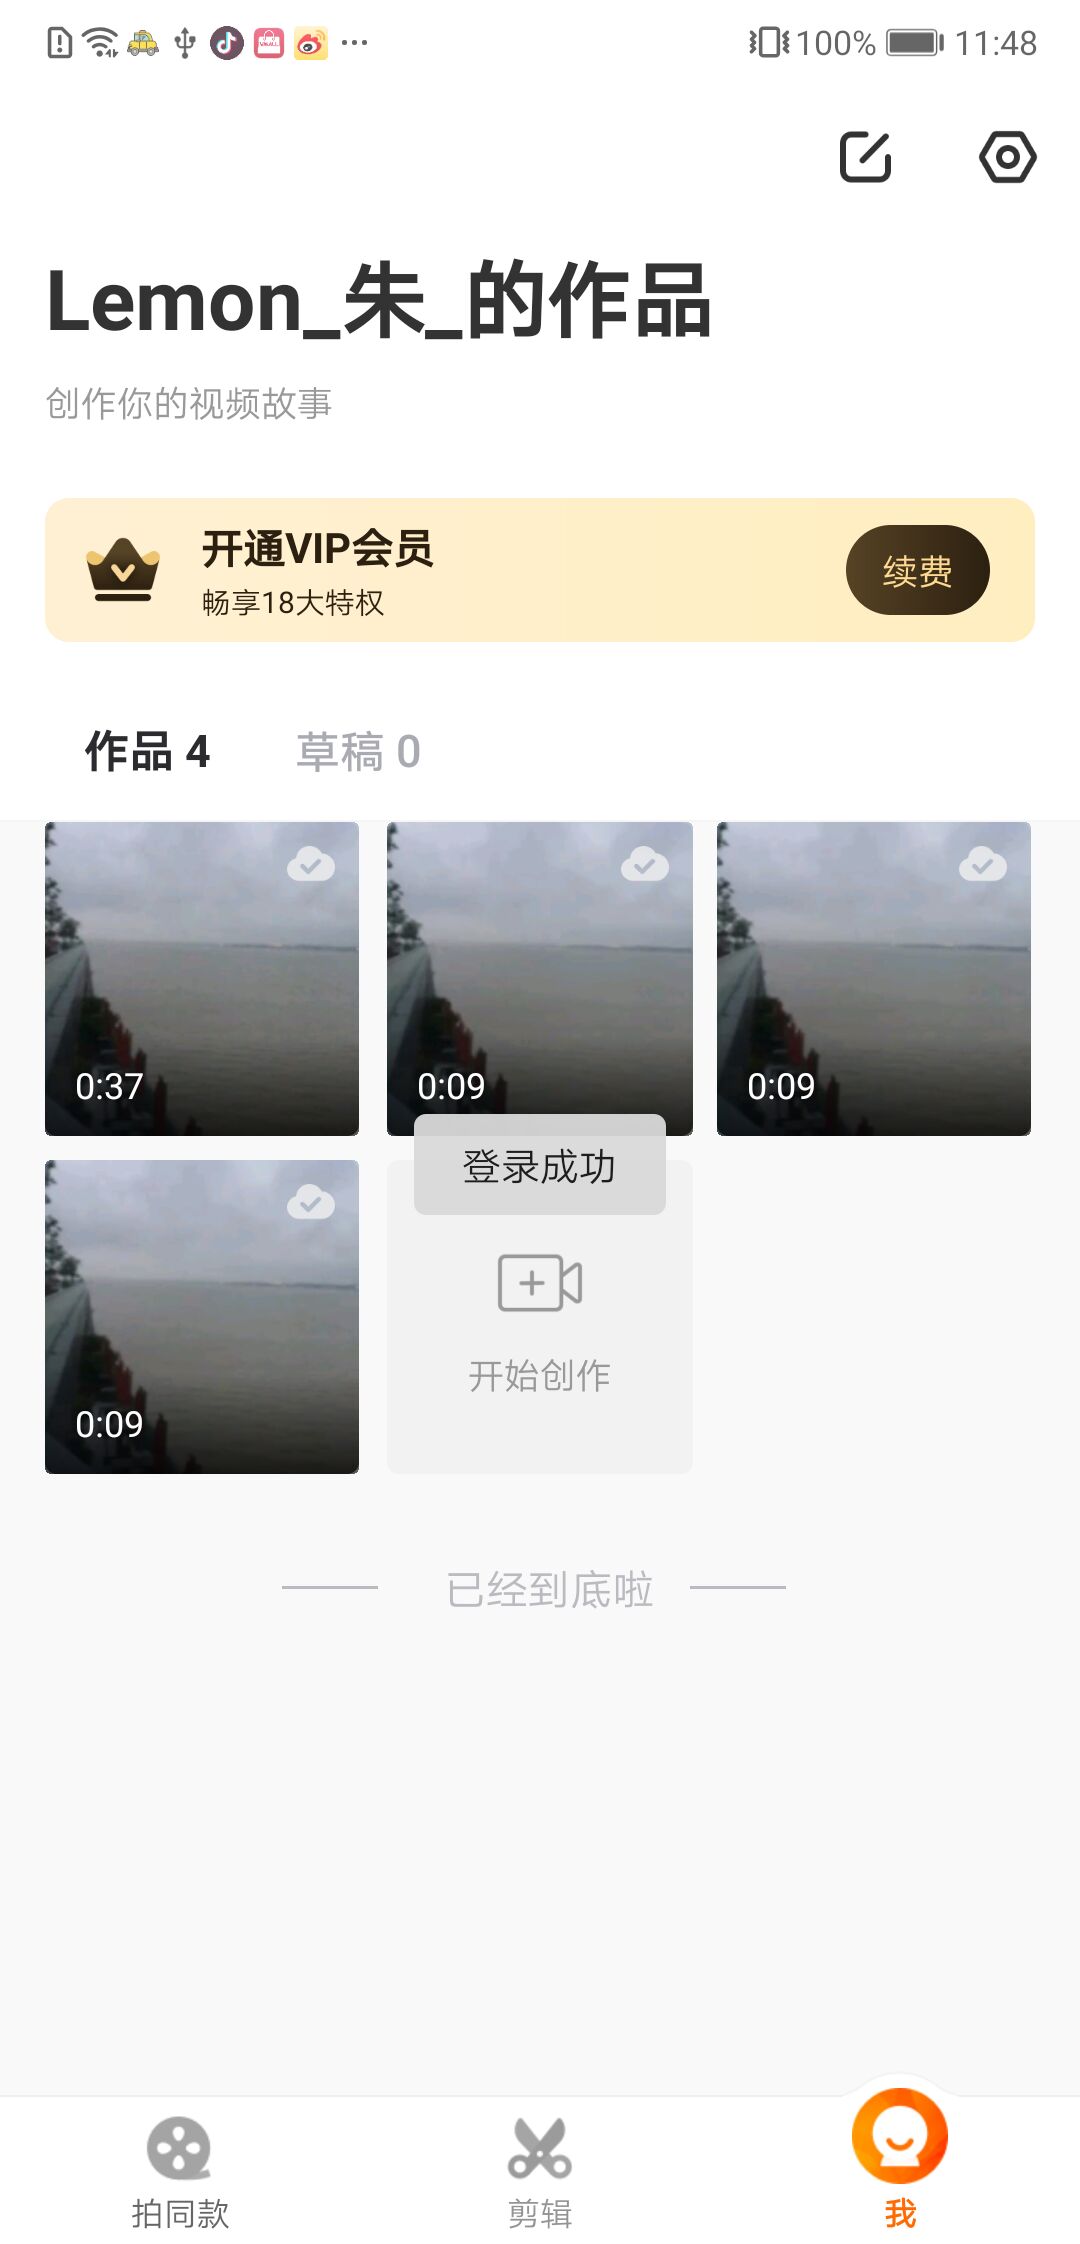 100% 11:48
Lemon_朱_的作品
创作你的视频故事
开通VIP会员
畅享18大特权
续费
作品 4 草稿 0
0:37 0:09 0:09
登录成功
0:09
开始创作
已经到底啦
拍同款 剪辑 我